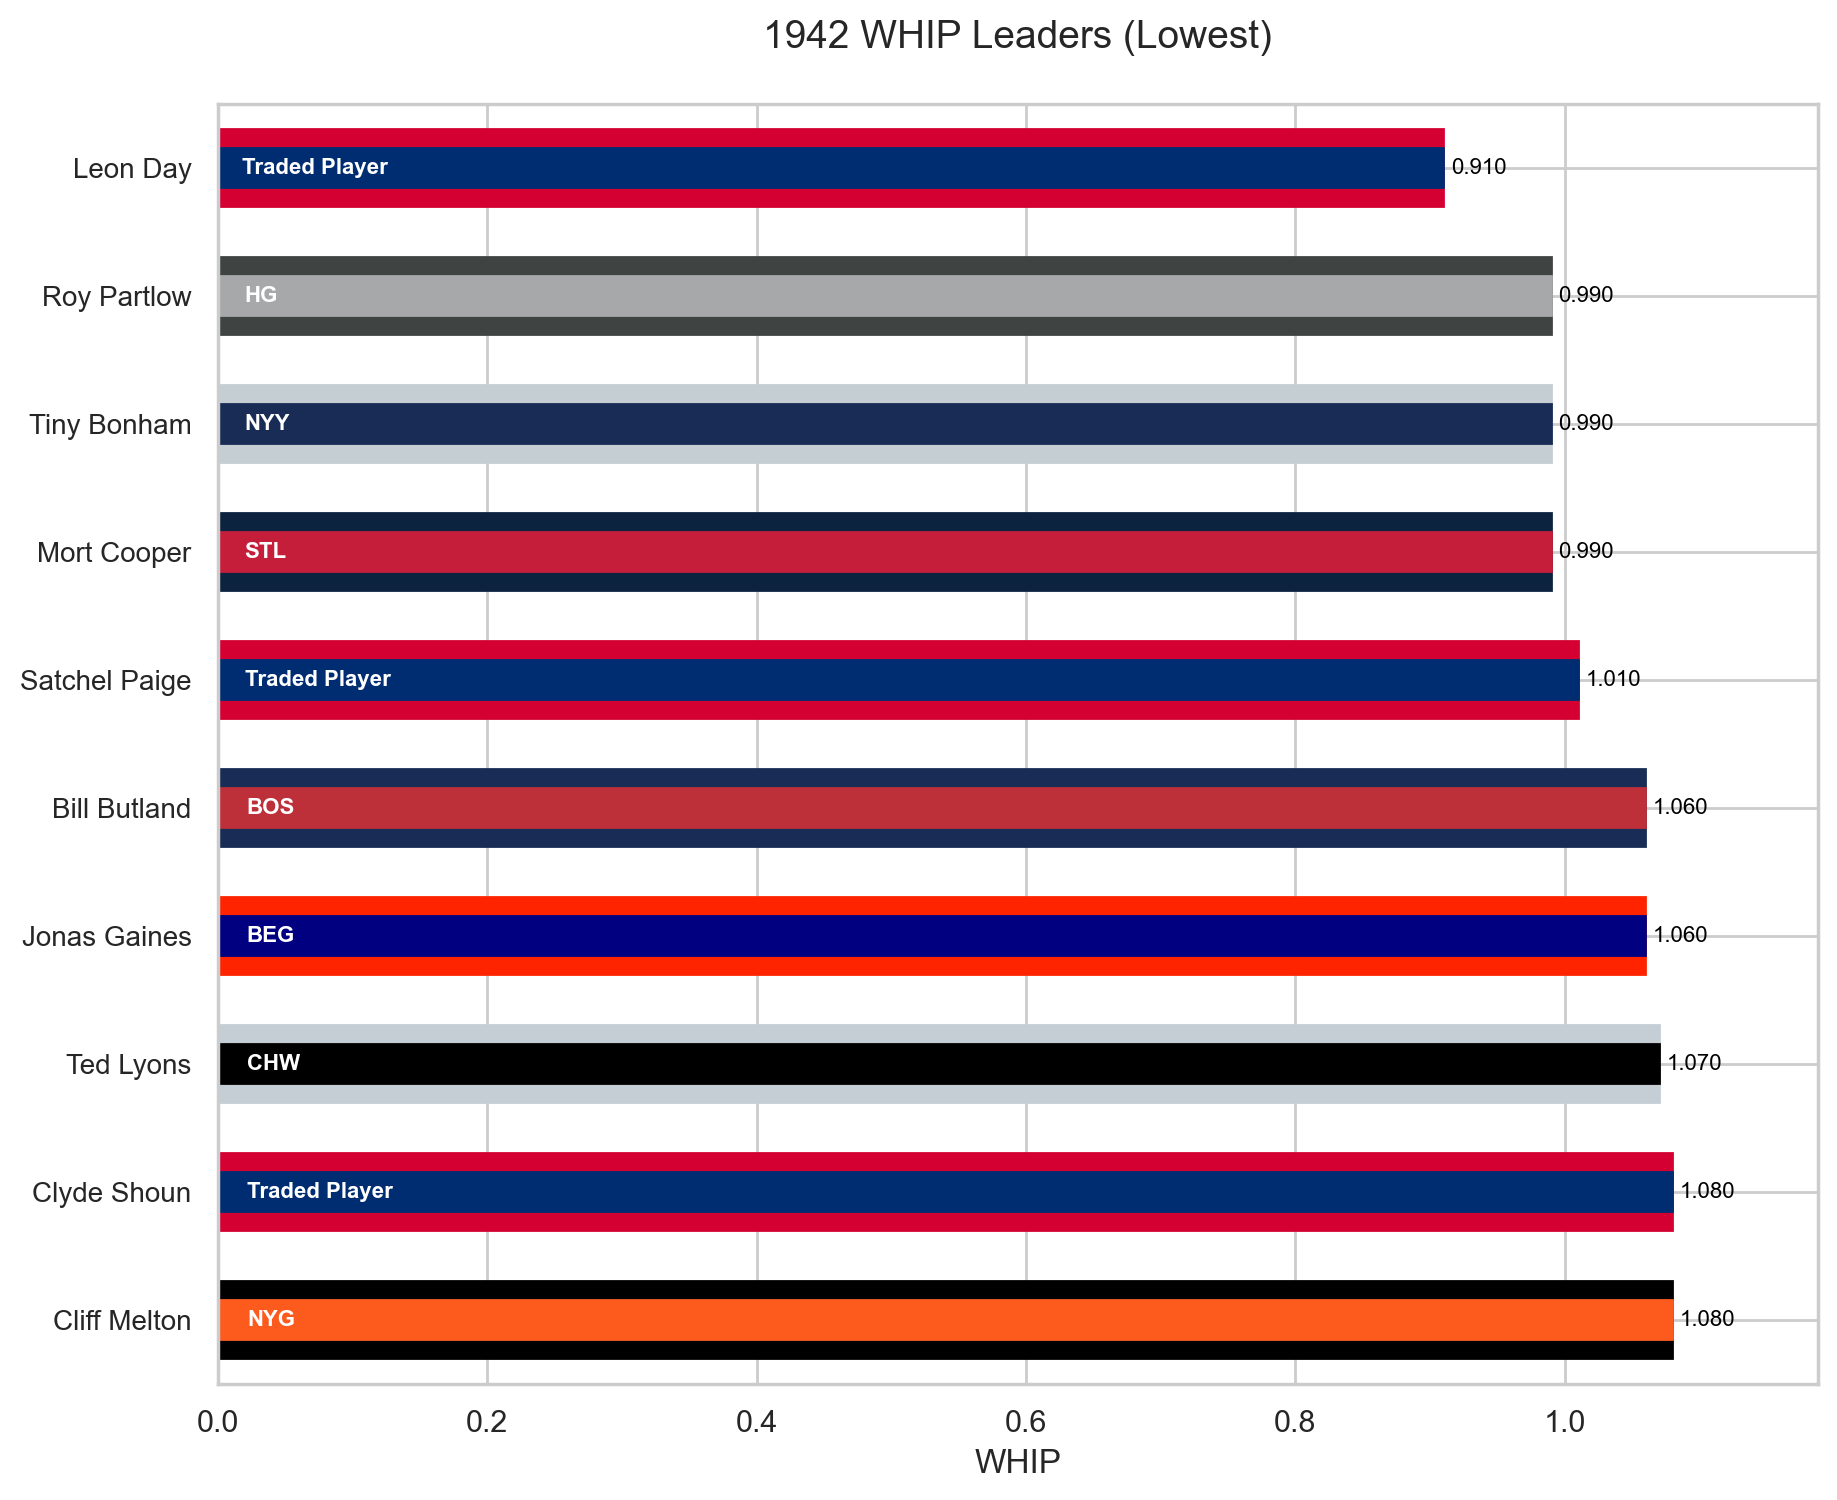 1942 WHIP Leaders (Lowest)
Leon Day Traded Player 0.910
Roy Partlow HG 0.990
Tiny Bonham NYY 0.990
Mort Cooper STL 0.990
Satchel Paige Traded Player 1.010
Bill Butland BOS 1.060
Jonas Gaines BEG 1.060
Ted Lyons CHW 1.070
Clyde Shoun Traded Player 1.080
Cliff Melton NYG 1.080
0.0 0.2 0.4 0.6 0.8 1.0
WHIP